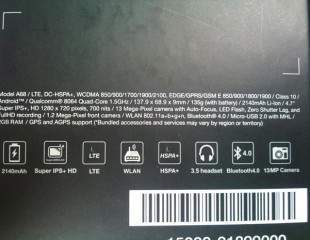 Model A68 / LTE, DC-HSPA+, WCDMA 850/900/1700/1900/2100, EDGE/GPRS/GSM E 850/900/1800/1900 / Class 10 /
Android™ / Qualcomm® 8064 Quad-Core 1.5GHz / 137.9 x 68.9 x 9mm / 135g (with battery) / 2140mAh Li-Ion / 4.7"
Super IPS+, HD 1280 x 720 pixels, 700 nits / 13 Mega-Pixel camera with Auto-Focus, LED Flash, Zero Shutter Lag, and
FullHD recording / 1.2 Mega-Pixel front camera / WLAN 802.11a+b+g+n, Bluetooth®4.0 / Micro-USB 2.0 with MHL /
2GB RAM / GPS and AGPS support (*Bundled accessories and services may vary by region or territory)
LTE HSPA+ 4.0
2140mAh Super IPS+ HD LTE WLAN HSPA+ 3.5 headset Bluetooth4.0 13MP Camera